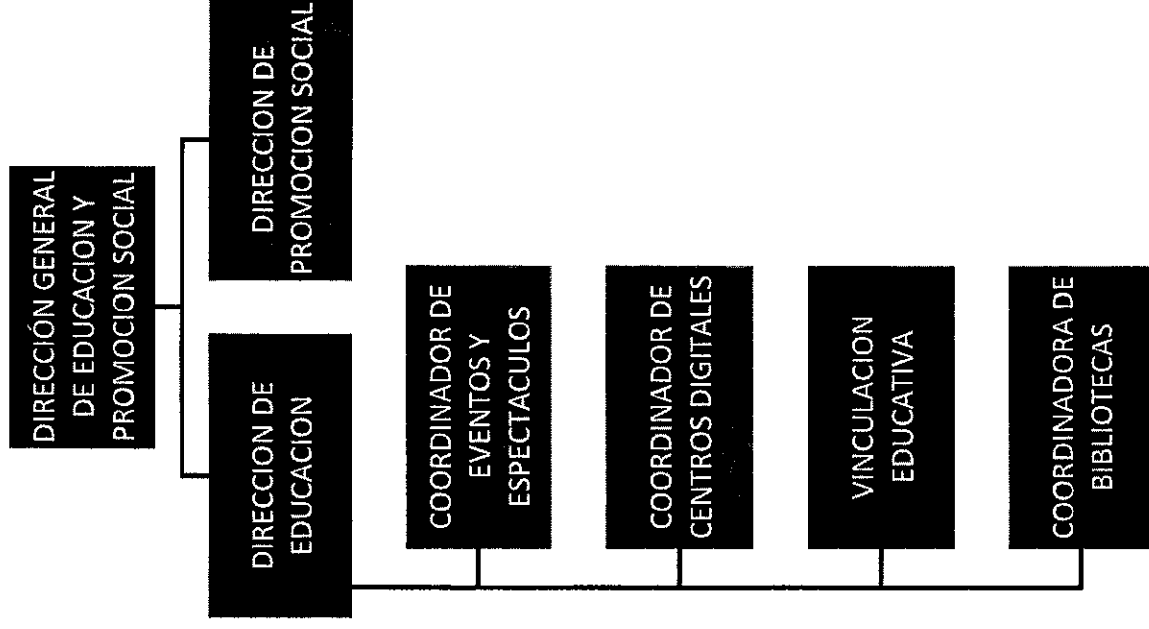 DIRECCIÓN GENERAL
DE EDUCACION Y
PROMOCION SOCIAL
DIRECCION DE
EDUCACION
DIRECCION DE
PROMOCION SOCIAL
COORDINADOR DE
EVENTOS Y
ESPECTACULOS
COORDINADOR DE
CENTROS DIGITALES
VINCULACION
EDUCATIVA
COORDINADORA DE
BIBLIOTECAS